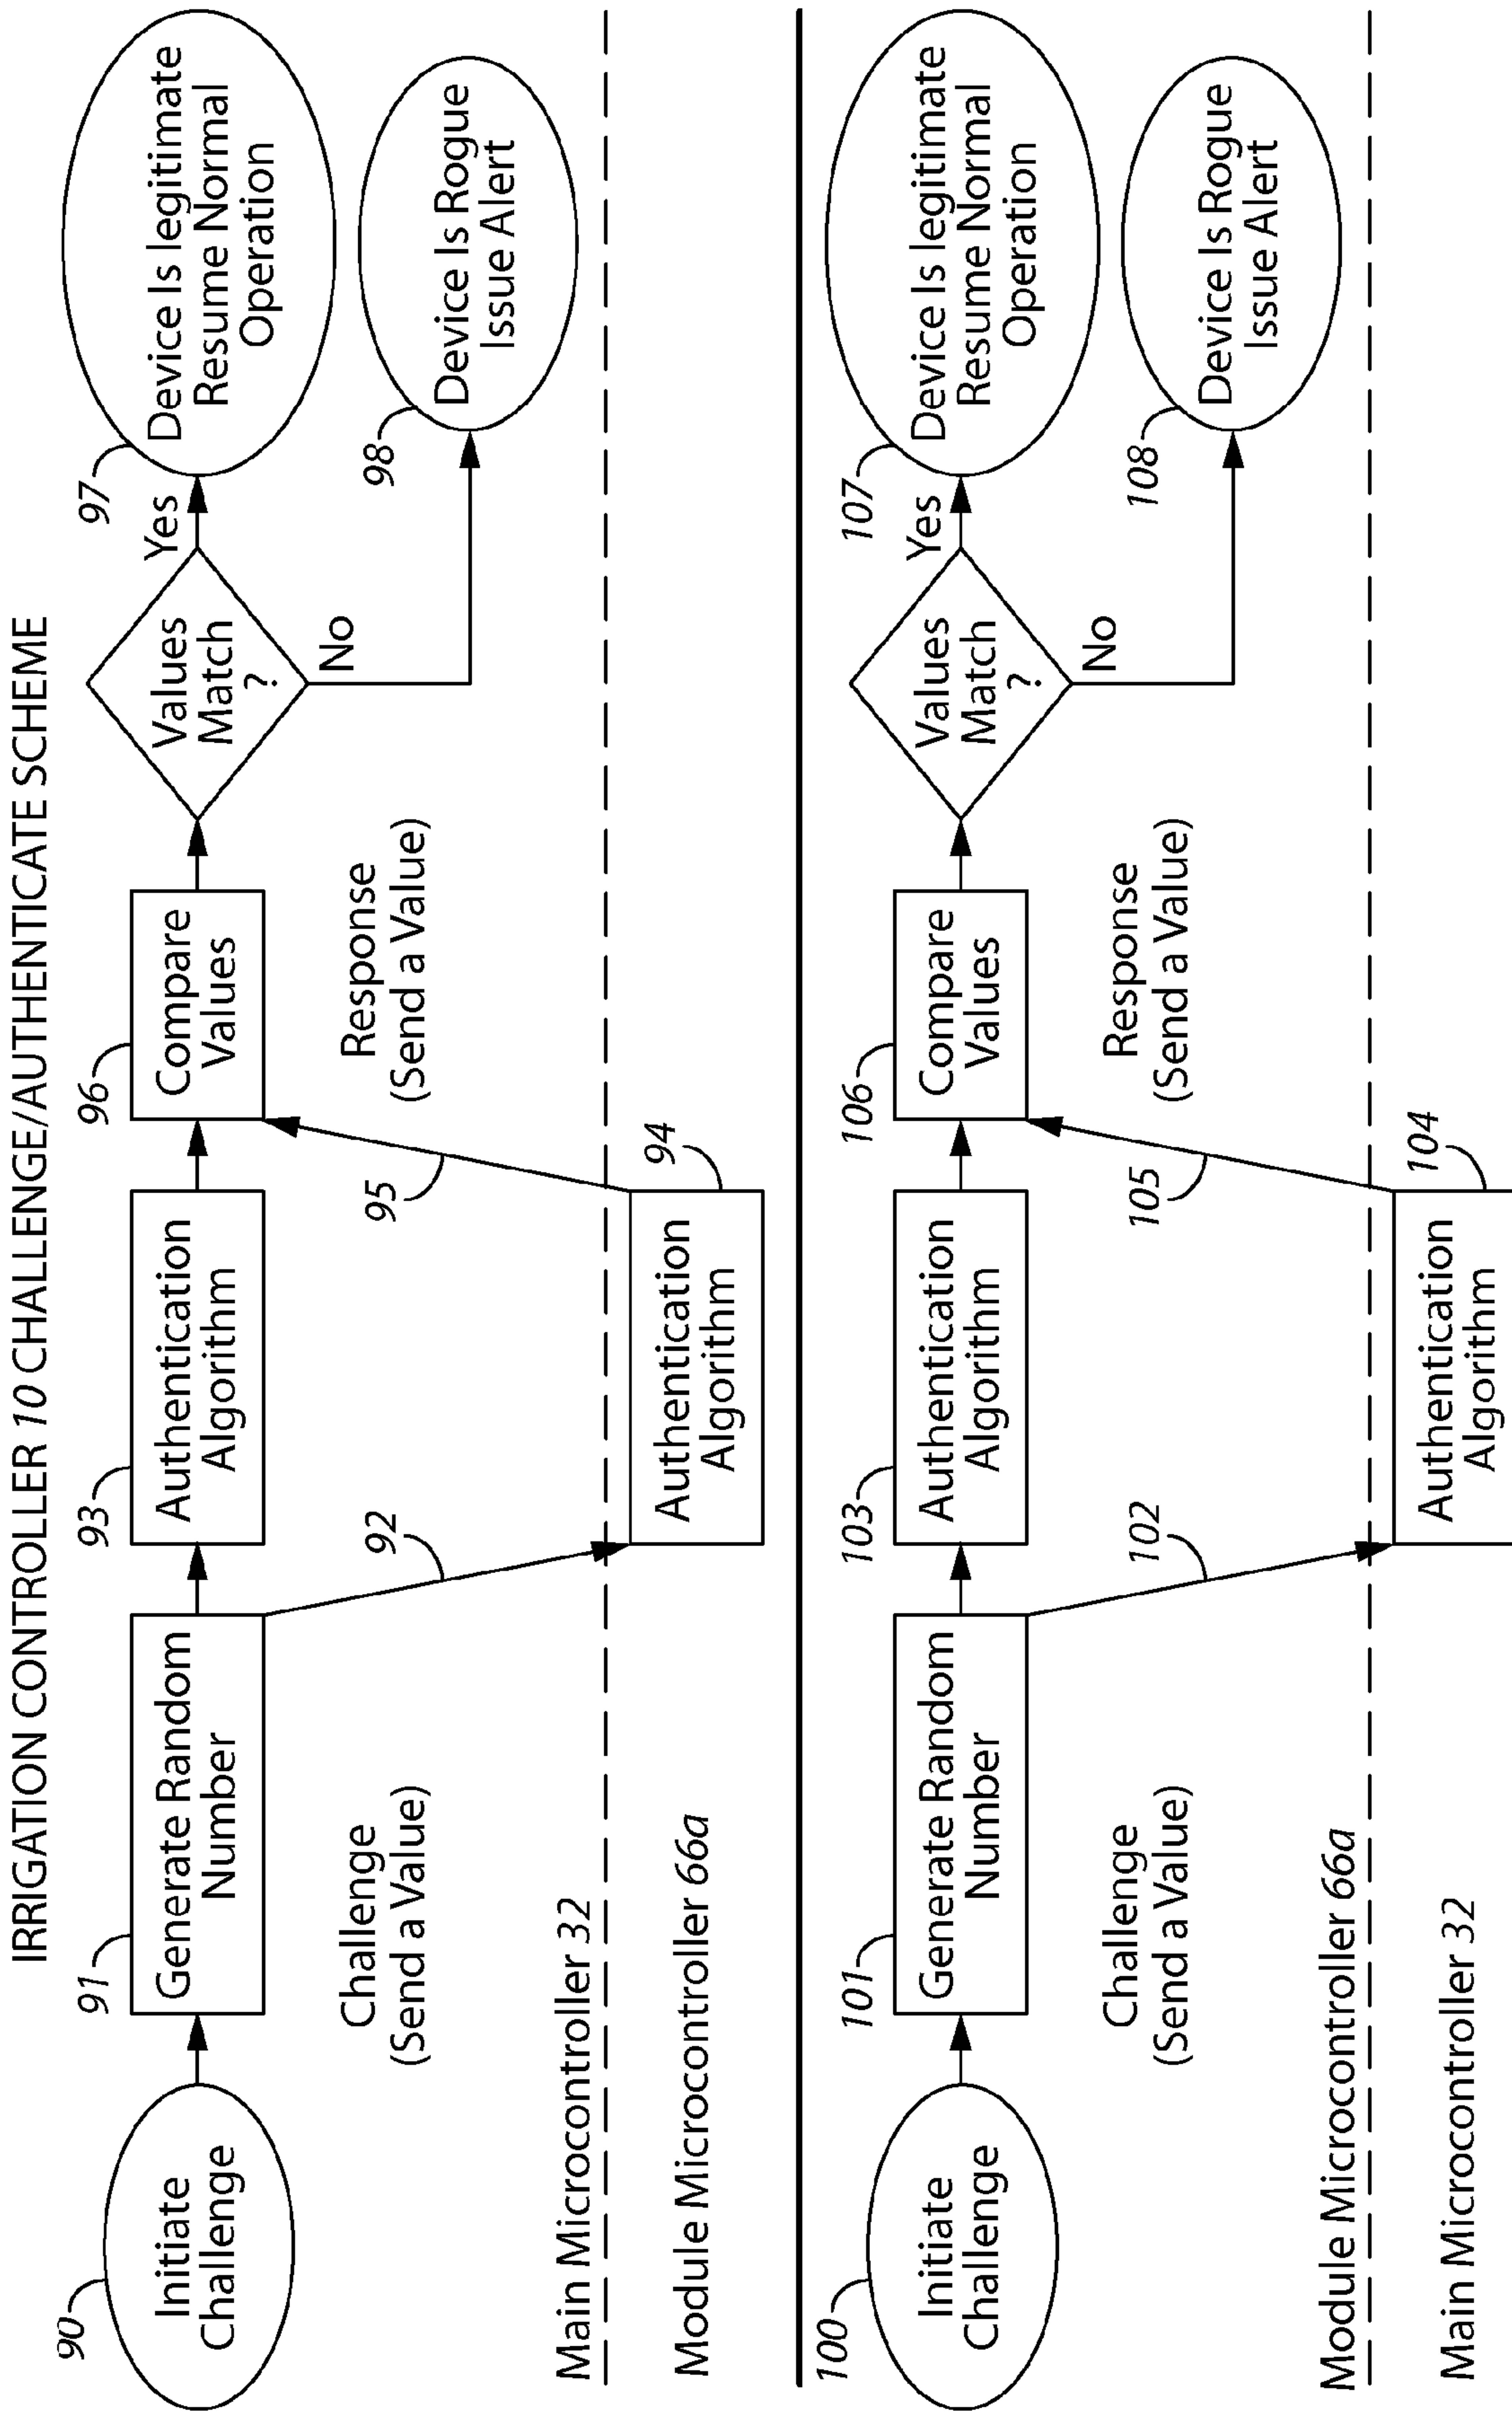 IRRIGATION CONTROLLER 10 CHALLENGE/AUTHENTICATE SCHEME
90
Initiate
Challenge
91
Generate Random
Number
Challenge
(Send a Value)
92
93
Authentication
Algorithm
94
Authentication
Algorithm
95
Response
(Send a Value)
96
Compare
Values
Values
Match
?
Yes
No
97
Device Is legitimate
Resume Normal
Operation
98
Device Is Rogue
Issue Alert
Main Microcontroller 32
Module Microcontroller 66a
100
Initiate
Challenge
101
Generate Random
Number
Challenge
(Send a Value)
102
103
Authentication
Algorithm
104
Authentication
Algorithm
105
Response
(Send a Value)
106
Compare
Values
Values
Match
?
Yes
No
107
Device Is legitimate
Resume Normal
Operation
108
Device Is Rogue
Issue Alert
Module Microcontroller 66a
Main Microcontroller 32